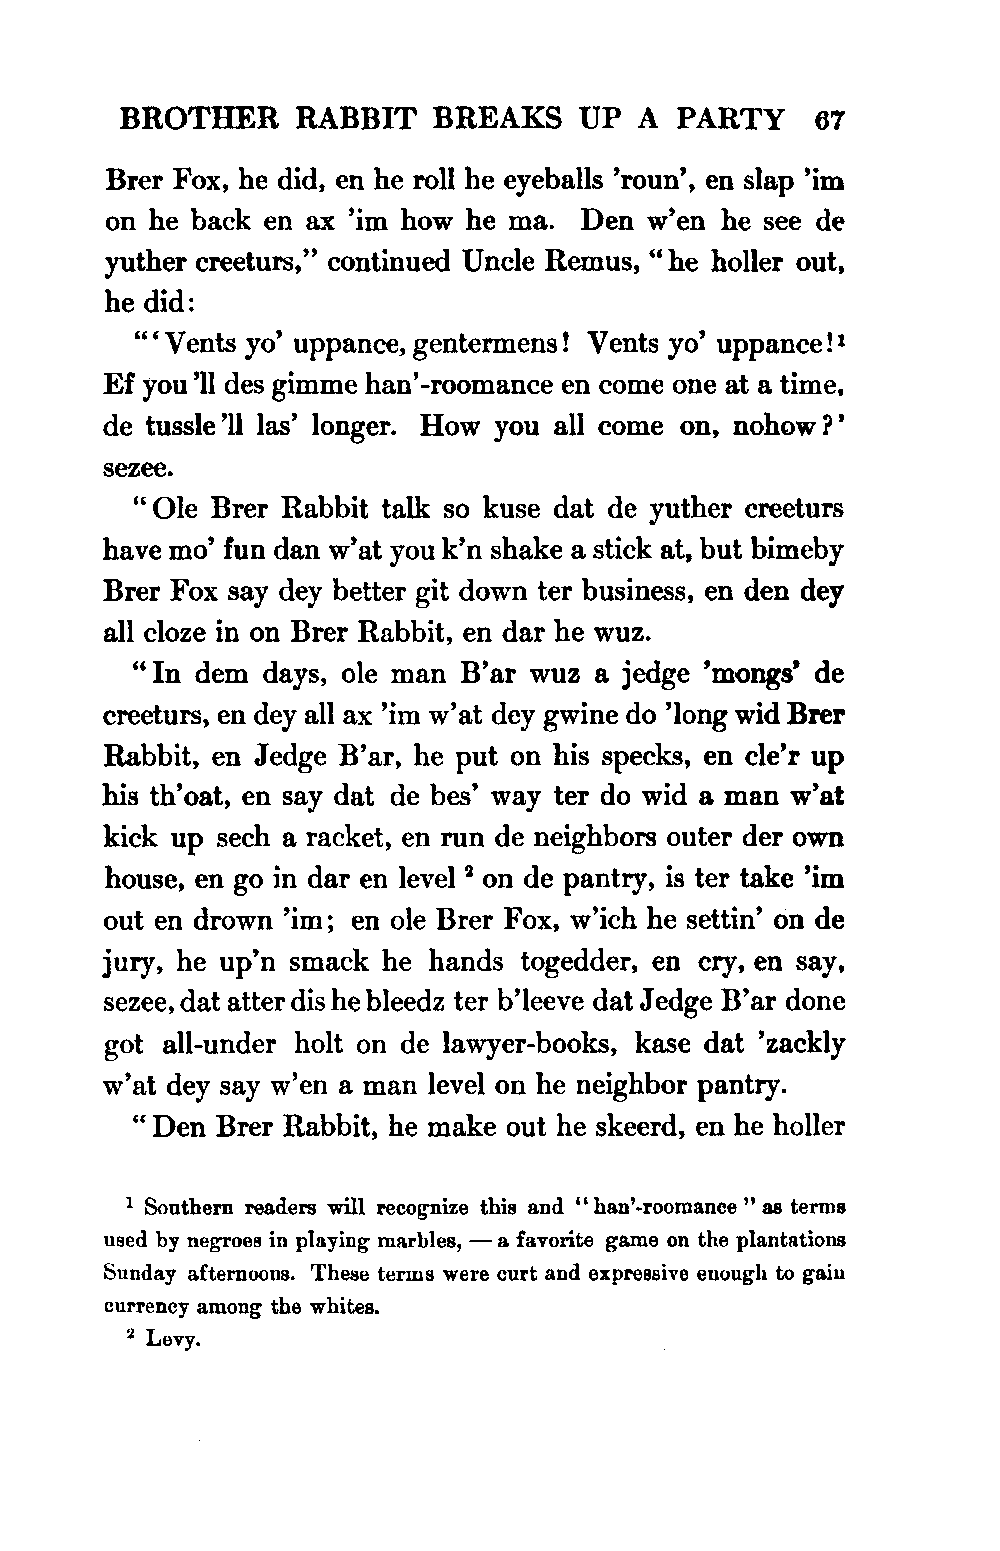 BROTHER RABBIT BREAKS UP A PARTY 67
Brer Fox, he did, en he roll he eyeballs 'roun', en slap 'im
on he back en ax 'im how he ma. Den w'en he see de
yuther creeturs," continued Uncle Remus, "he holler out,
he did:
"'Vents yo' uppance, gentermens! Vents yo' uppance!¹
Ef you 'll des gimme han'-roomance en come one at a time,
de tussle 'll las' longer. How you all come on, nohow?'
sezee.
"Ole Brer Rabbit talk so kuse dat de yuther creeturs
have mo' fun dan w'at you k'n shake a stick at, but bimeby
Brer Fox say dey better git down ter business, en den dey
all cloze in on Brer Rabbit, en dar he wuz.
"In dem days, ole man B'ar wuz a jedge 'mongs' de
creeturs, en dey all ax 'im w'at dey gwine do 'long wid Brer
Rabbit, en Jedge B'ar, he put on his specks, en cle'r up
his th'oat, en say dat de bes' way ter do wid a man w'at
kick up sech a racket, en run de neighbors outer der own
house, en go in dar en level ² on de pantry, is ter take 'im
out en drown 'im; en ole Brer Fox, w'ich he settin' on de
jury, he up'n smack he hands togedder, en cry, en say,
sezee, dat atter dis he bleedz ter b'leeve dat Jedge B'ar done
got all-under holt on de lawyer-books, kase dat 'zackly
w'at dey say w'en a man level on he neighbor pantry.
"Den Brer Rabbit, he make out he skeerd, en he holler
¹ Southern readers will recognize this and "han'-roomance" as terms
used by negroes in playing marbles, — a favorite game on the plantations
Sunday afternoons. These terms were curt and expressive enough to gain
currency among the whites.
² Levy.